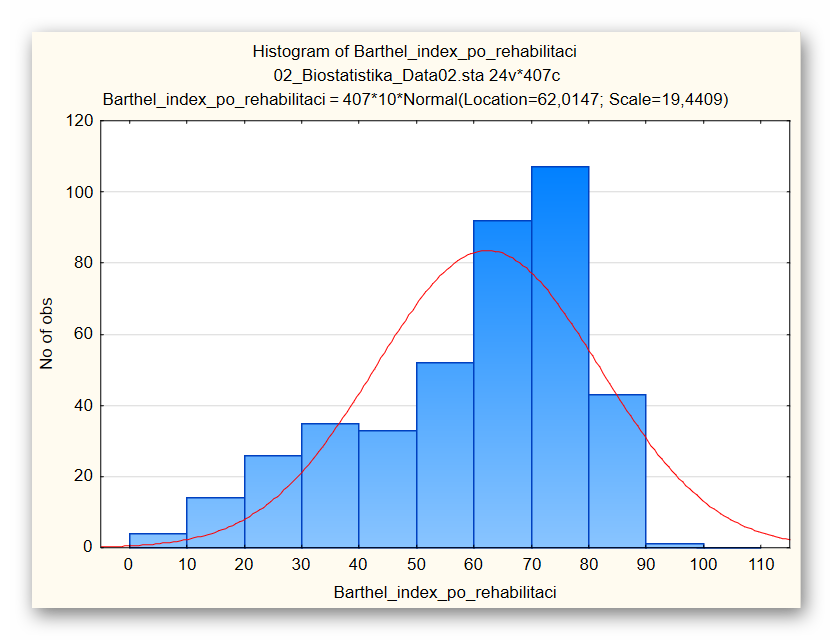 Histogram of Barthel_index_po_rehabilitaci
02_Biostatistika_Data02.sta 24v*407c
Barthel_index_po_rehabilitaci = 407*10*Normal(Location=62,0147; Scale=19,4409)
120
100
80
60
40
20
0
No of obs
0 10 20 30 40 50 60 70 80 90 100 110
Barthel_index_po_rehabilitaci